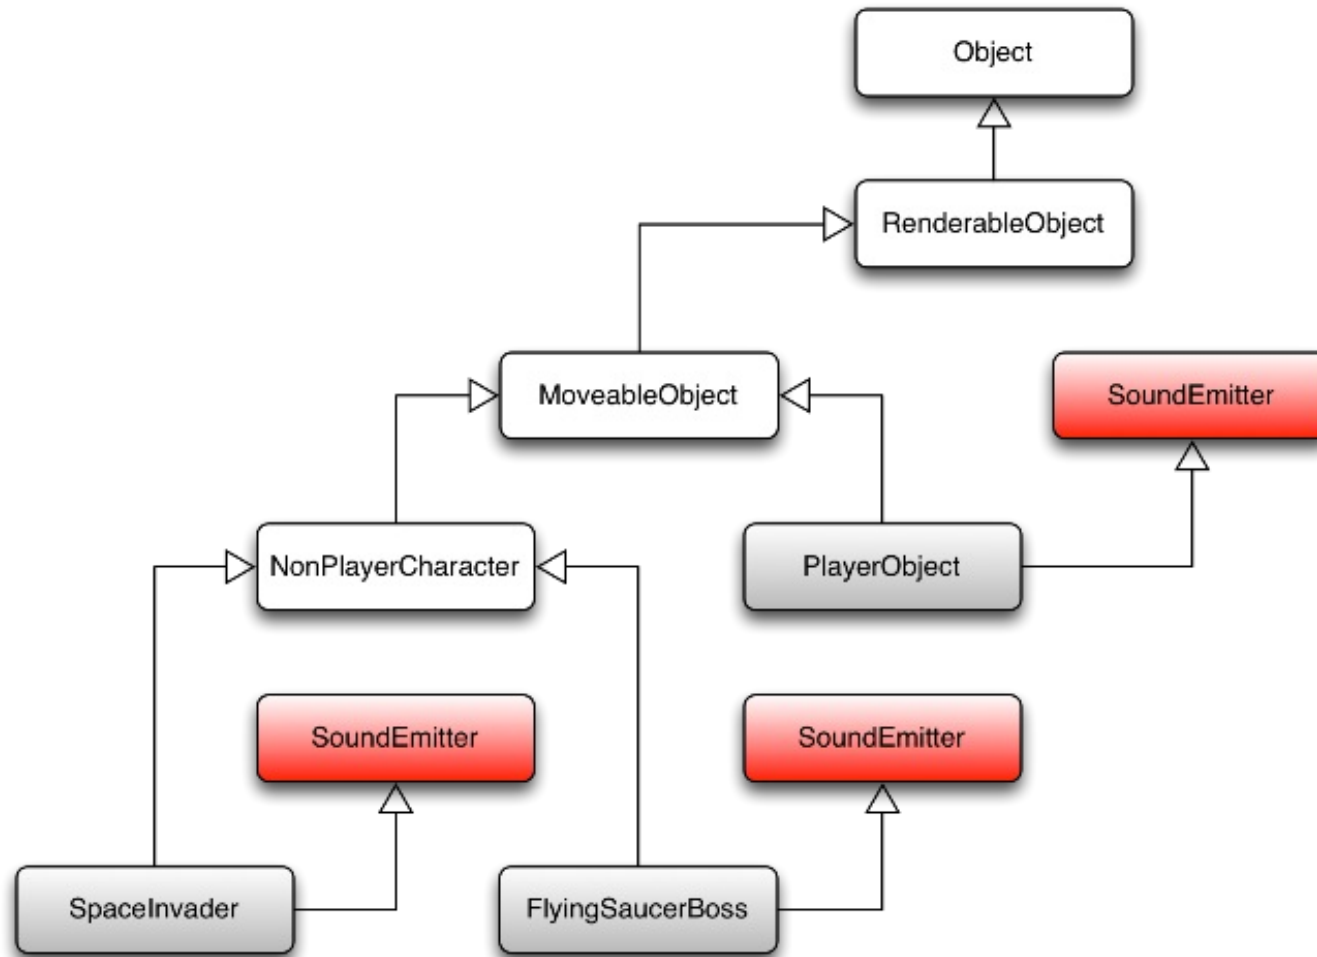 Object
RenderableObject
MoveableObject
SoundEmitter
NonPlayerCharacter
PlayerObject
SoundEmitter
SoundEmitter
SpaceInvader
FlyingSaucerBoss